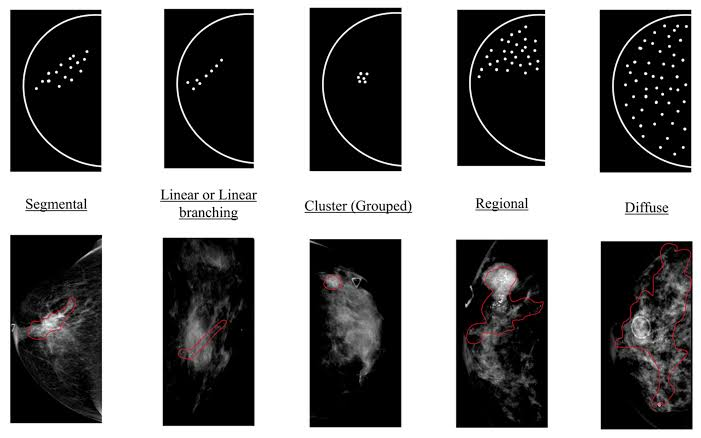 Segmental
Linear or Linear
branching
Cluster (Grouped)
Regional
Diffuse